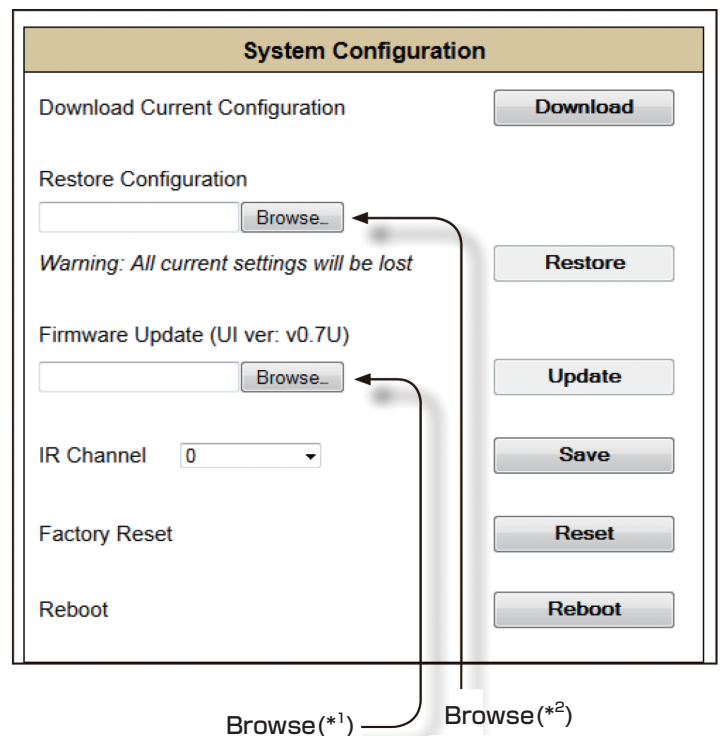 System Configuration
Download Current Configuration Download
Restore Configuration
Browse...
Warning: All current settings will be lost Restore
Firmware Update (UI ver: v0.7U)
Browse... Update
IR Channel 0 Save
Factory Reset Reset
Reboot Reboot
Browse(*1) Browse(*2)